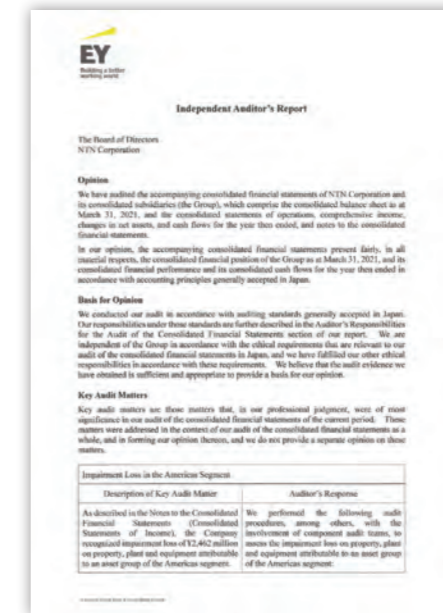 EY
Building a better
working world
Independent Auditor's Report
The Board of Directors
NTN Corporation
Opinion
We have audited the accompanying consolidated financial statements of NTN Corporation and
its consolidated subsidiaries (the Group), which comprise the consolidated balance sheet as at
March 31, 2021, and the consolidated statements of operations, comprehensive income,
changes in net assets, and cash flows for the year then ended, and notes to the consolidated
financial statements.
In our opinion, the accompanying consolidated financial statements present fairly, in all
material respects, the consolidated financial position of the Group as at March 31, 2021, and its
consolidated financial performance and its consolidated cash flows for the year then ended in
accordance with accounting principles generally accepted in Japan.
Basis for Opinion
We conducted our audit in accordance with auditing standards generally accepted in Japan.
Our responsibilities under those standards are further described in the Auditor's Responsibilities
for the Audit of the Consolidated Financial Statements section of our report. We are
independent of the Group in accordance with the ethical requirements that are relevant to our
audit of the consolidated financial statements in Japan, and we have fulfilled our other ethical
responsibilities in accordance with these requirements. We believe that the audit evidence we
have obtained is sufficient and appropriate to provide a basis for our opinion.
Key Audit Matters
Key audit matters are those matters that, in our professional judgment, were of most
significance in our audit of the consolidated financial statements of the current period. These
matters were addressed in the context of our audit of the consolidated financial statements as a
whole, and in forming our opinion thereon, and we do not provide a separate opinion on these
matters.
Impairment Loss in the American Segment
Description of Key Audit Matter
Auditor's Response
As described in the Notes to the Consolidated
Financial Statements (Consolidated
Statements of Income), the Company
recognized impairment loss of ¥2,462 million
on property, plant and equipment attributable
to an asset group of the Americas segment.
We performed the following audit
procedures, among others, with the
involvement of component audit teams, to
assess the impairment loss on property, plant
and equipment attributable to an asset group
of the Americas segment.